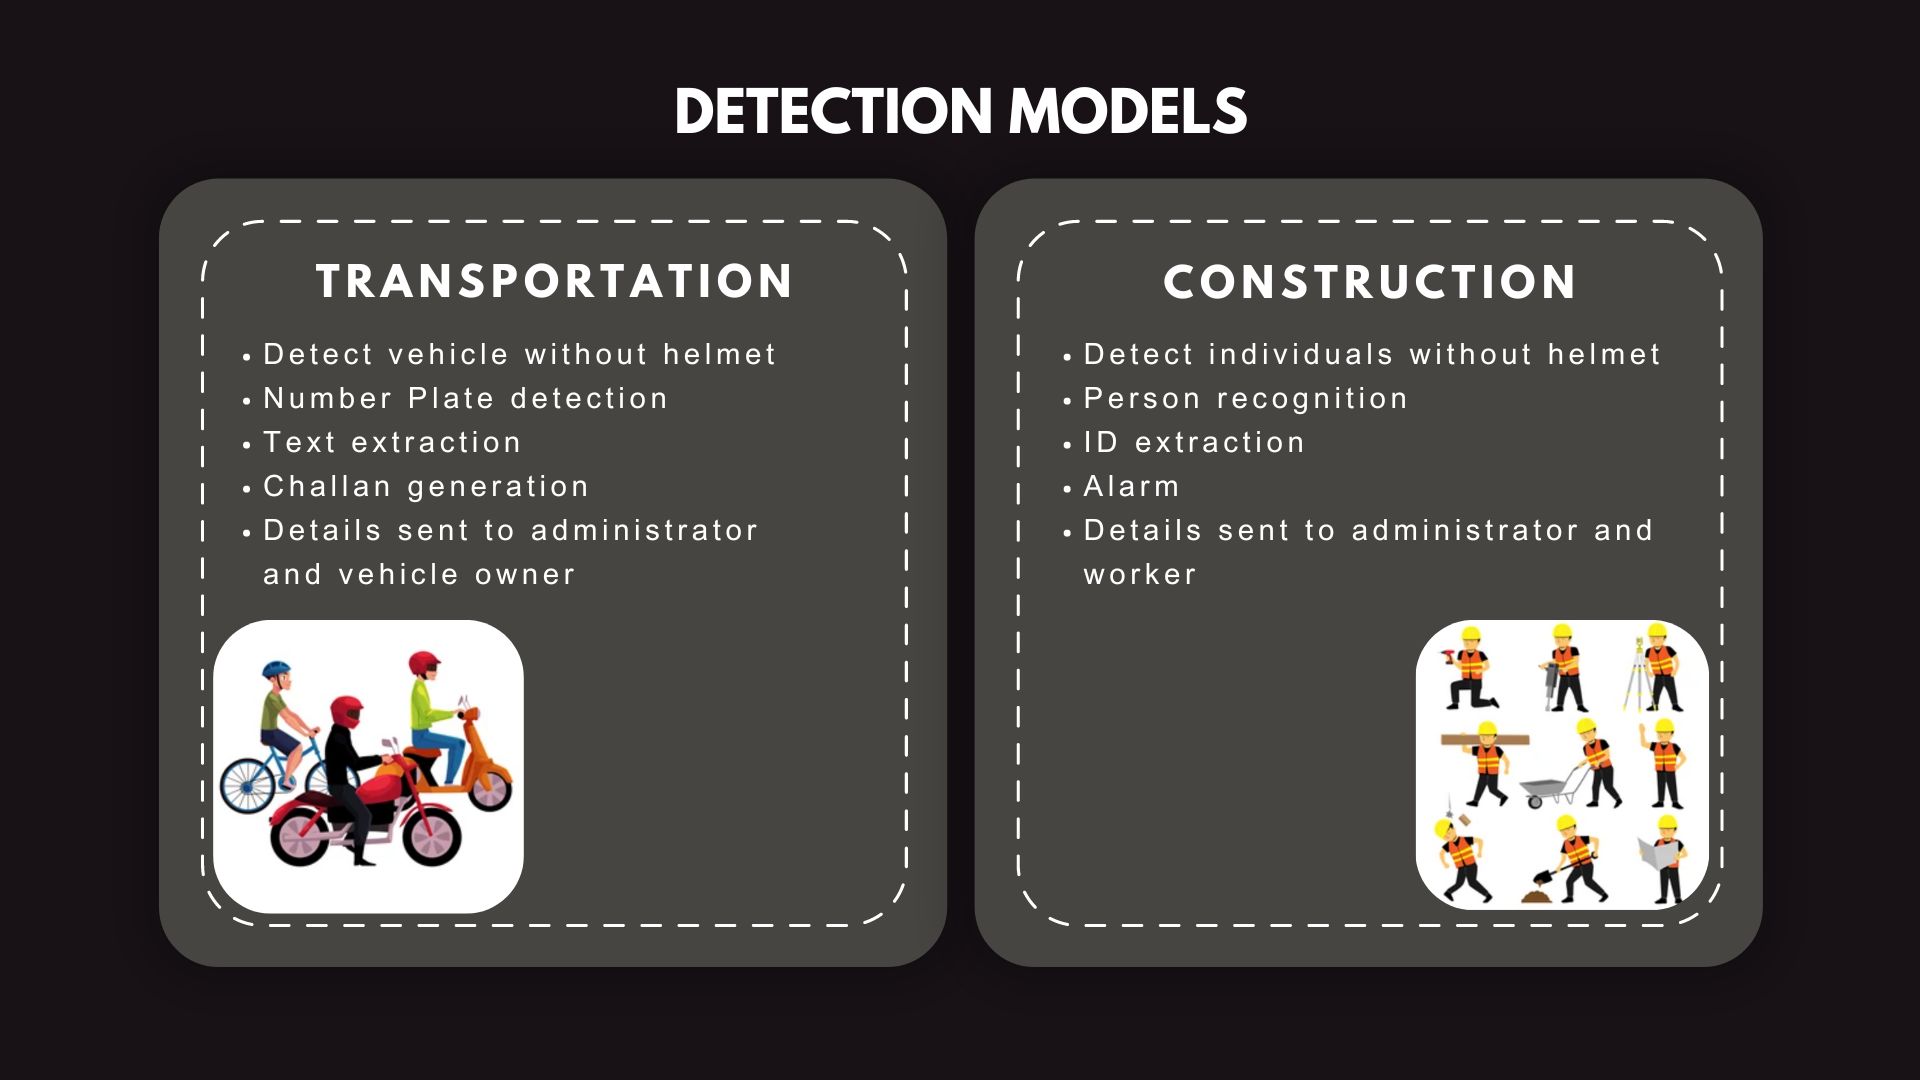 DETECTION MODELS
TRANSPORTATION
• Detect vehicle without helmet
• Number Plate detection
• Text extraction
• Challan generation
• Details sent to administrator
and vehicle owner
CONSTRUCTION
• Detect individuals without helmet
• Person recognition
• ID extraction
• Alarm
• Details sent to administrator and
worker